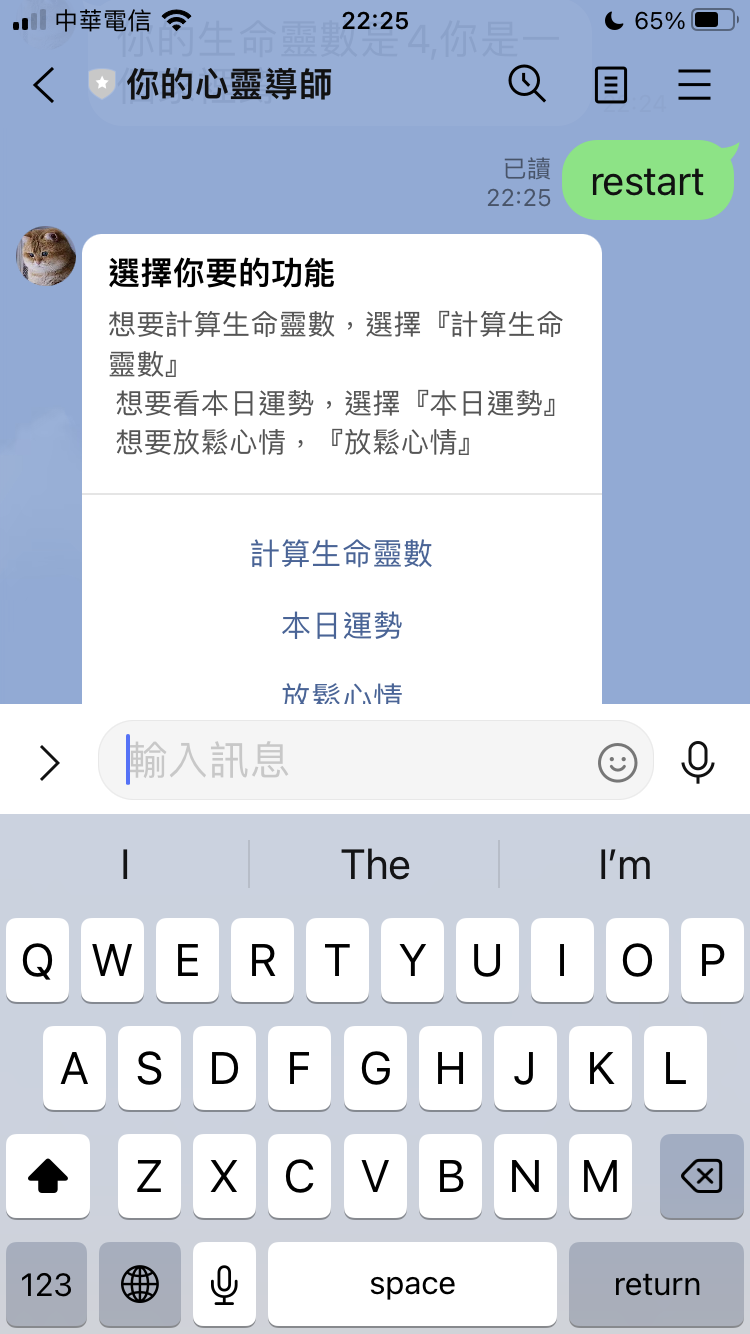 中華電信
22:25
65%
你的生命靈數是4,你是一
你的心靈導師
已讀
22:25
restart
選擇你要的功能
想要計算生命靈數，選擇『計算生命
靈數』
想要看本日運勢，選擇『本日運勢』
想要放鬆心情，『放鬆心情』
計算生命靈數
本日運勢
放鬆心情
輸入訊息
I The I'm
Q W E R T Y U I O P
A S D F G H J K L
Z X C V B N M
123 space return